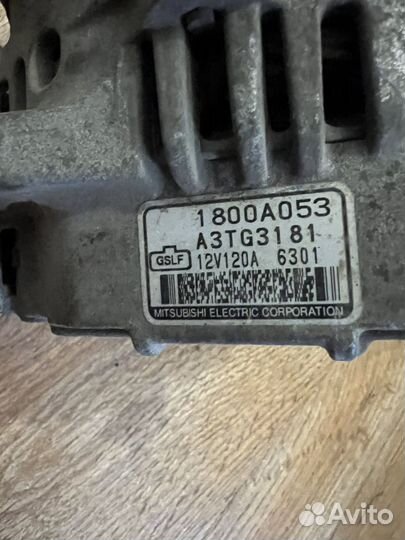 1800A053
A3TG3181
GSLF 12V120A 6301
MITSUBISHI ELECTRIC CORPORATION
Avito